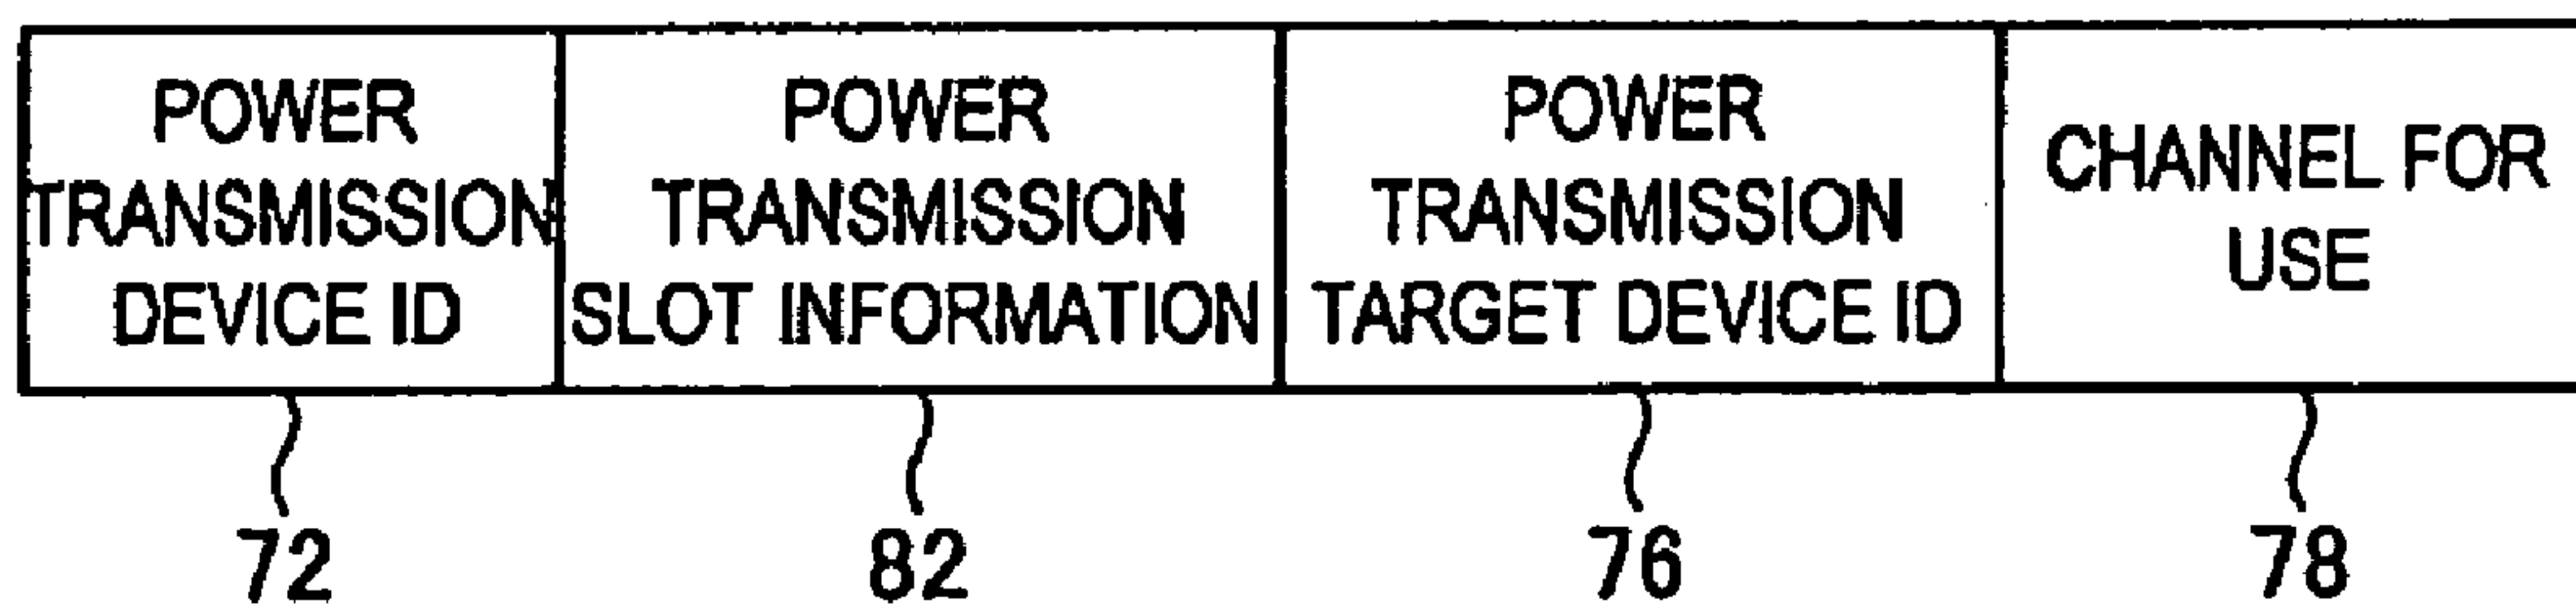 POWER
TRANSMISSION
DEVICE ID
POWER
TRANSMISSION
SLOT INFORMATION
POWER
TRANSMISSION
TARGET DEVICE ID
CHANNEL FOR
USE
72
82
76
78